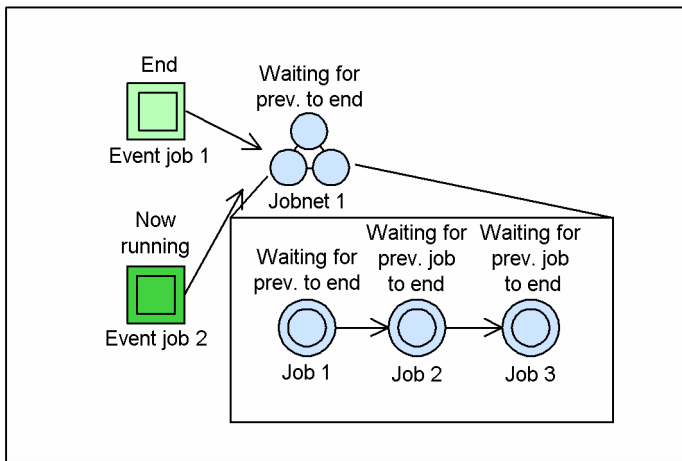 End
Event job 1
Waiting for
prev. to end
Jobnet 1
Now
running
Event job 2
Waiting for
prev. to end
Job 1
Waiting for
prev. job
to end
Job 2
Waiting for
prev. job
to end
Job 3